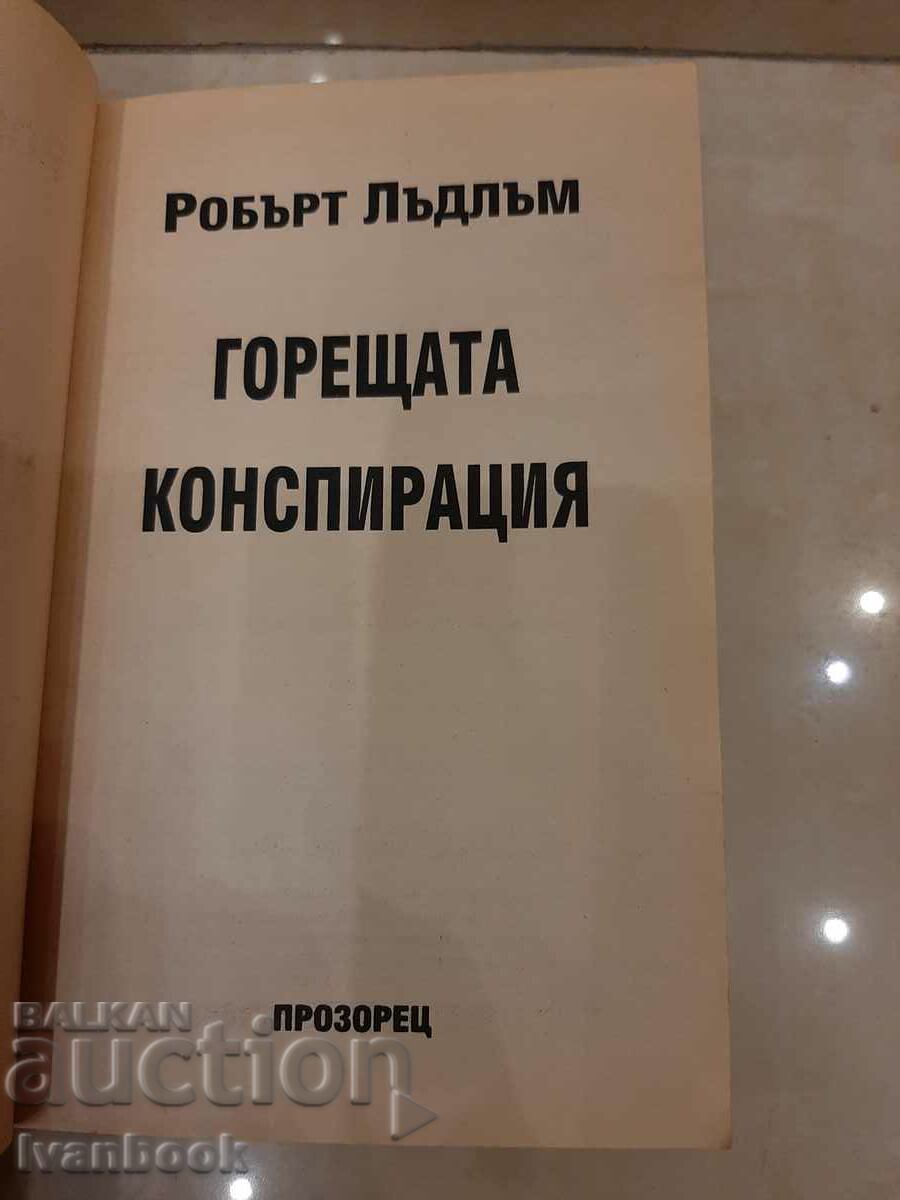 Робърт Лъдлъм
ГОРЕЩАТА
КОНСПИРАЦИЯ
ПРОЗОРЕЦ
BALKAN
auction
Ivanbook